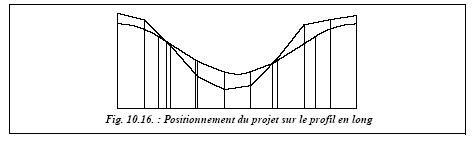 Fig. 10.16. : Positionnement du projet sur le profil en long